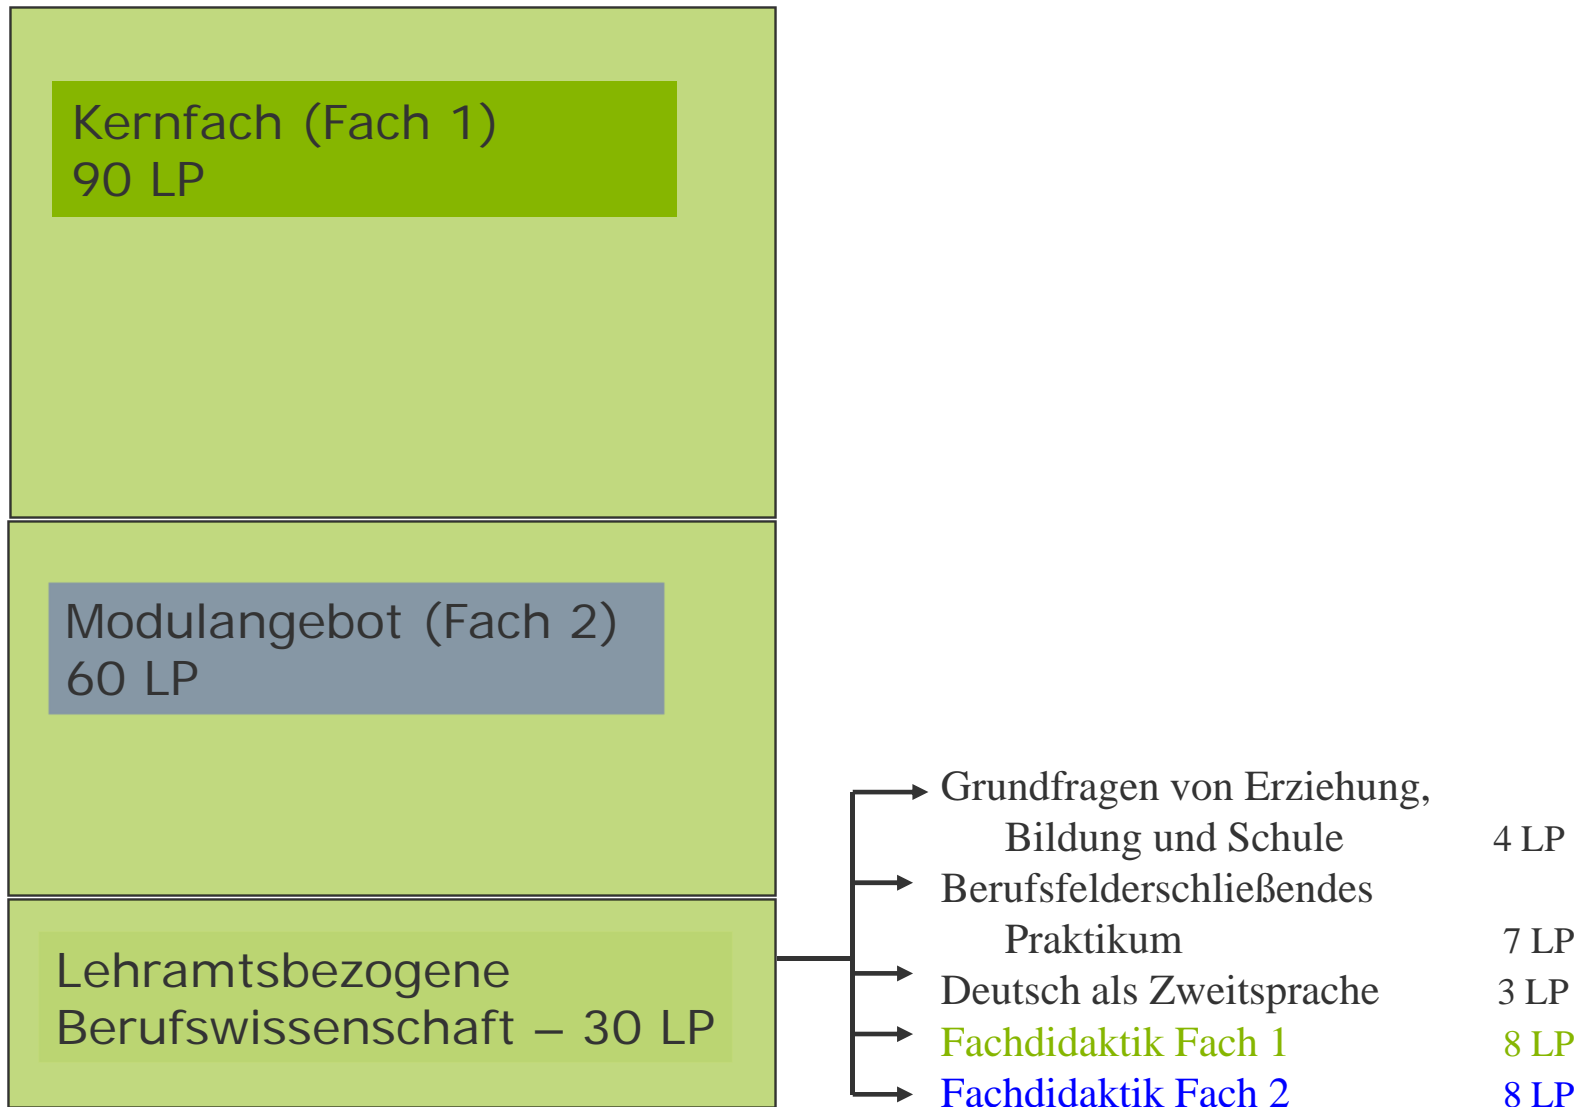 Kernfach (Fach 1)
90 LP
Modulangebot (Fach 2)
60 LP
Lehramtsbezogene
Berufswissenschaft – 30 LP
Grundfragen von Erziehung,
Bildung und Schule 4 LP
Berufsfelderschließendes
Praktikum 7 LP
Deutsch als Zweitsprache 3 LP
Fachdidaktik Fach 1 8 LP
Fachdidaktik Fach 2 8 LP